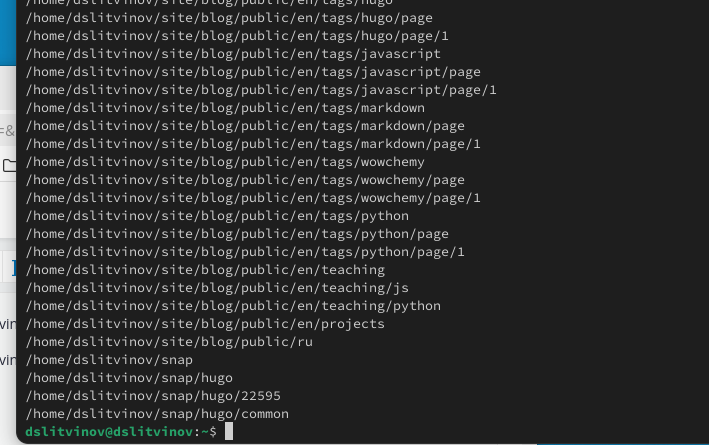 /home/dslitvinov/site/blog/public/en/tags/hugo
/home/dslitvinov/site/blog/public/en/tags/hugo/page
/home/dslitvinov/site/blog/public/en/tags/hugo/page/1
/home/dslitvinov/site/blog/public/en/tags/javascript
/home/dslitvinov/site/blog/public/en/tags/javascript/page
/home/dslitvinov/site/blog/public/en/tags/javascript/page/1
/home/dslitvinov/site/blog/public/en/tags/markdown
/home/dslitvinov/site/blog/public/en/tags/markdown/page
/home/dslitvinov/site/blog/public/en/tags/markdown/page/1
/home/dslitvinov/site/blog/public/en/tags/wowchemy
/home/dslitvinov/site/blog/public/en/tags/wowchemy/page
/home/dslitvinov/site/blog/public/en/tags/wowchemy/page/1
/home/dslitvinov/site/blog/public/en/tags/python
/home/dslitvinov/site/blog/public/en/tags/python/page
/home/dslitvinov/site/blog/public/en/tags/python/page/1
/home/dslitvinov/site/blog/public/en/teaching
/home/dslitvinov/site/blog/public/en/teaching/js
/home/dslitvinov/site/blog/public/en/teaching/python
/home/dslitvinov/site/blog/public/en/projects
/home/dslitvinov/site/blog/public/ru
/home/dslitvinov/snap
/home/dslitvinov/snap/hugo
/home/dslitvinov/snap/hugo/22595
/home/dslitvinov/snap/hugo/common
dslitvinov@dslitvinov:~$